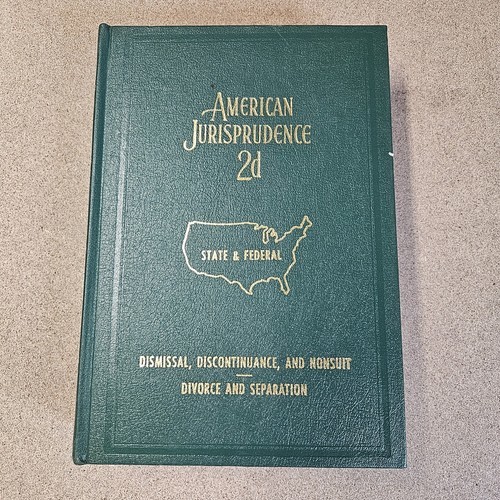 AMERICAN
JURISPRUDENCE
2d
STATE & FEDERAL
DISMISSAL, DISCONTINUANCE, AND NONSUIT
DIVORCE AND SEPARATION